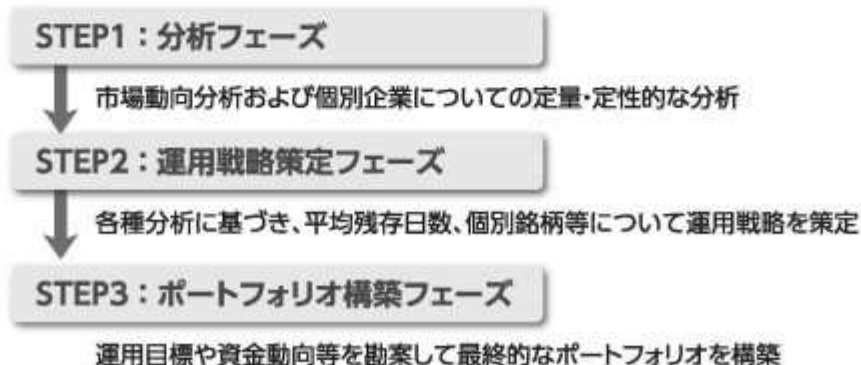 STEP1：分析フェーズ
市場動向分析および個別企業についての定量・定性的な分析
STEP2：運用戦略策定フェーズ
各種分析に基づき、平均残存日数、個別銘柄等について運用戦略を策定
STEP3：ポートフォリオ構築フェーズ
運用目標や資金動向等を勘案して最終的なポートフォリオを構築